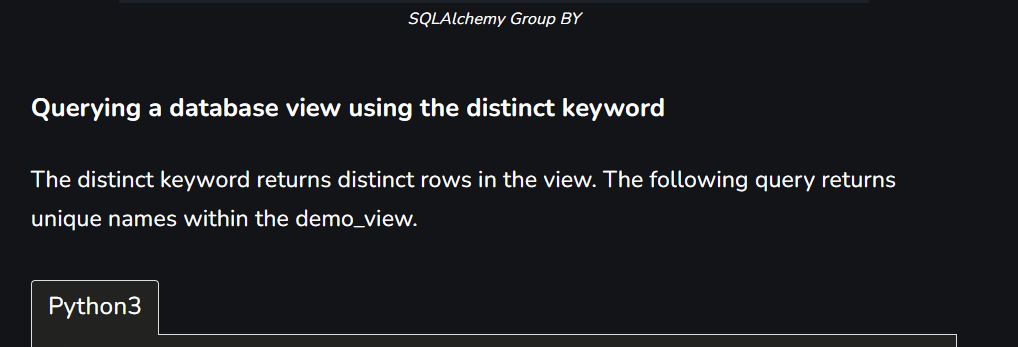 SQLAlchemy Group BY
Querying a database view using the distinct keyword
The distinct keyword returns distinct rows in the view. The following query returns
unique names within the demo_view.
Python3